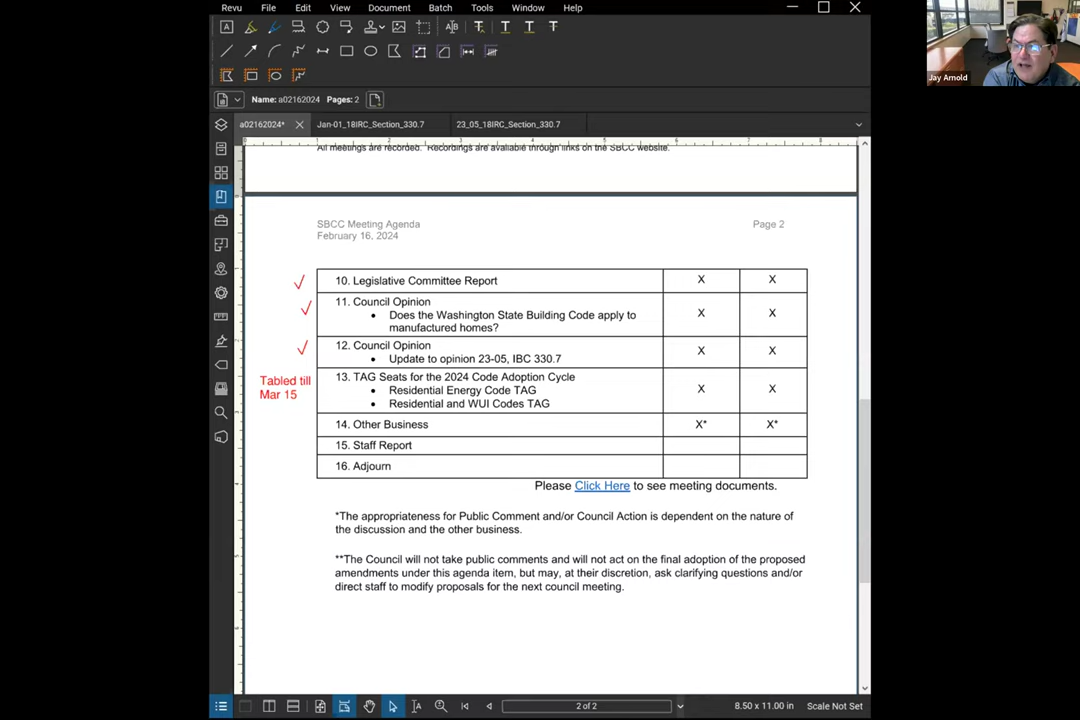 Revu File Edit View Document Batch Tools Window Help
Name: a02162024 Pages: 2
a02162024* Jan-01_18IRC_Section_330.7 23_05_18IRC_Section_330.7
All meetings are recorded. Recordings are available through links on the SBCC website.
SBCC Meeting Agenda Page 2
February 16, 2024
10. Legislative Committee Report X X
11. Council Opinion
• Does the Washington State Building Code apply to X X
manufactured homes?
12. Council Opinion
• Update to opinion 23-05, IBC 330.7 X X
Tabled till
Mar 15
13. TAG Seats for the 2024 Code Adoption Cycle
• Residential Energy Code TAG X X
• Residential and WUI Codes TAG
14. Other Business X* X*
15. Staff Report
16. Adjourn
Please Click Here to see meeting documents.
*The appropriateness for Public Comment and/or Council Action is dependent on the nature of
the discussion and the other business.
**The Council will not take public comments and will not act on the final adoption of the proposed
amendments under this agenda item, but may, at their discretion, ask clarifying questions and/or
direct staff to modify proposals for the next council meeting.
2 of 2 8.50 x 11.00 in Scale Not Set
Jay Arnold